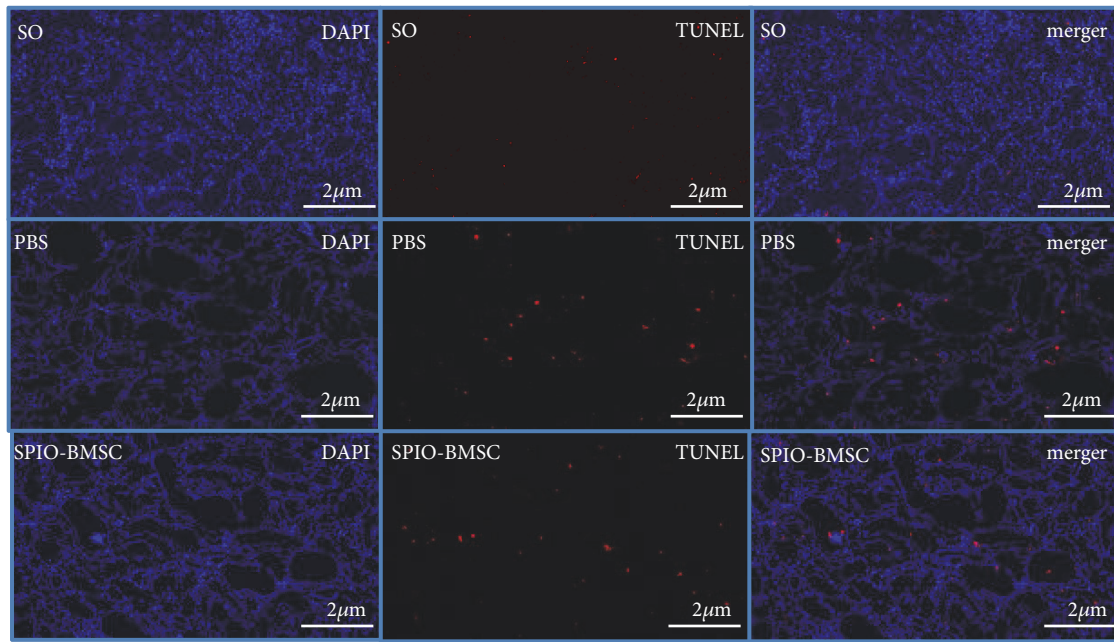 SO DAPI
2μm
SO TUNEL
2μm
SO merger
2μm
PBS DAPI
2μm
PBS TUNEL
2μm
PBS merger
2μm
SPIO-BMSC DAPI
2μm
SPIO-BMSC TUNEL
2μm
SPIO-BMSC merger
2μm